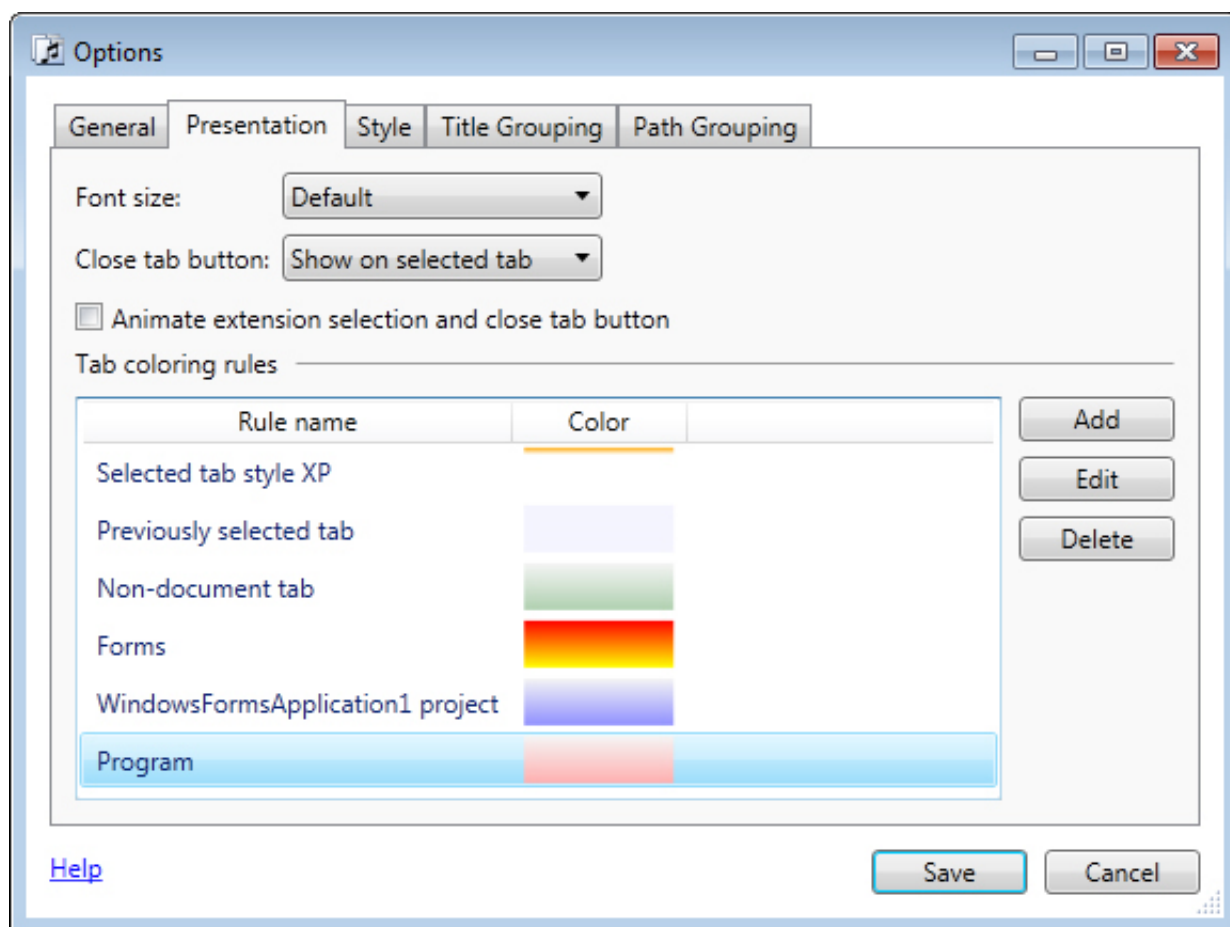 Options
General Presentation Style Title Grouping Path Grouping
Font size: Default
Close tab button: Show on selected tab
Animate extension selection and close tab button
Tab coloring rules
Rule name Color Add
Selected tab style XP Edit
Previously selected tab Delete
Non-document tab
Forms
WindowsFormsApplication1 project
Program
Help Save Cancel